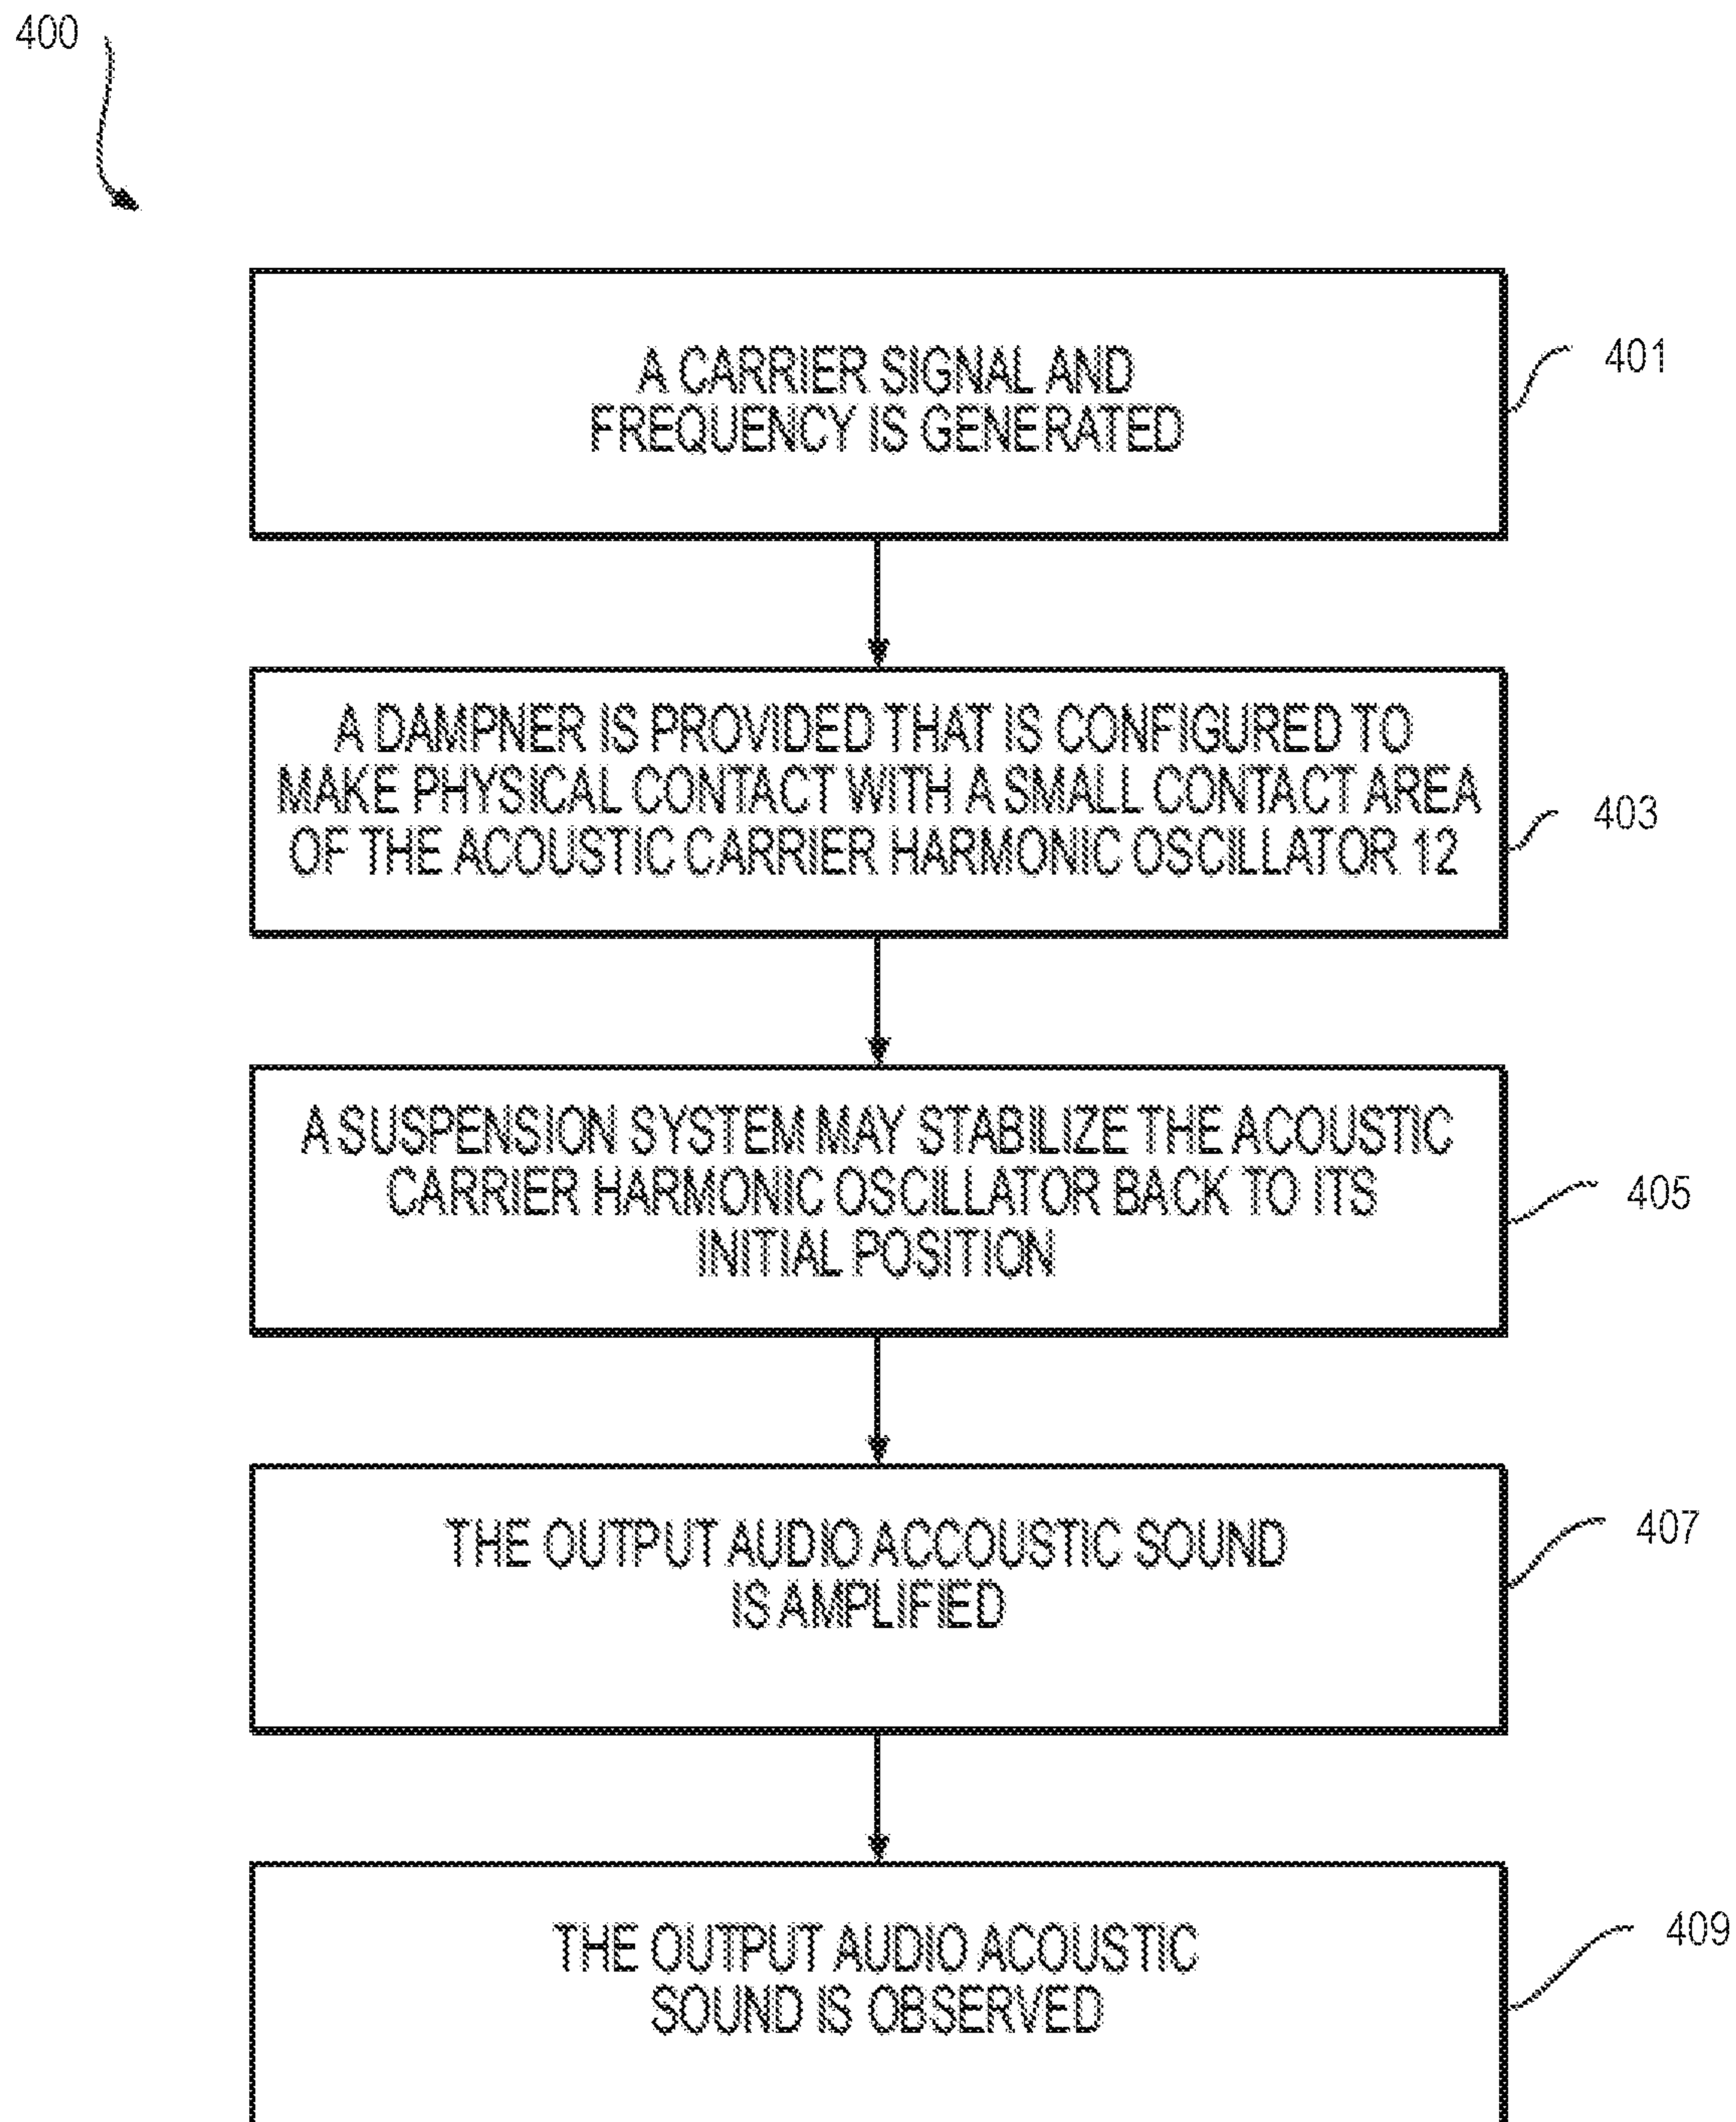 400
A CARRIER SIGNAL AND
FREQUENCY IS GENERATED
401
A DAMPNER IS PROVIDED THAT IS CONFIGURED TO
MAKE PHYSICAL CONTACT WITH A SMALL CONTACT AREA
OF THE ACOUSTIC CARRIER HARMONIC OSCILLATOR 12
403
A SUSPENSION SYSTEM MAY STABILIZE THE ACOUSTIC
CARRIER HARMONIC OSCILLATOR BACK TO ITS
INITIAL POSITION
405
THE OUTPUT AUDIO ACCOUSTIC SOUND
IS AMPLIFIED
407
THE OUTPUT AUDIO ACOUSTIC
SOUND IS OBSERVED
409